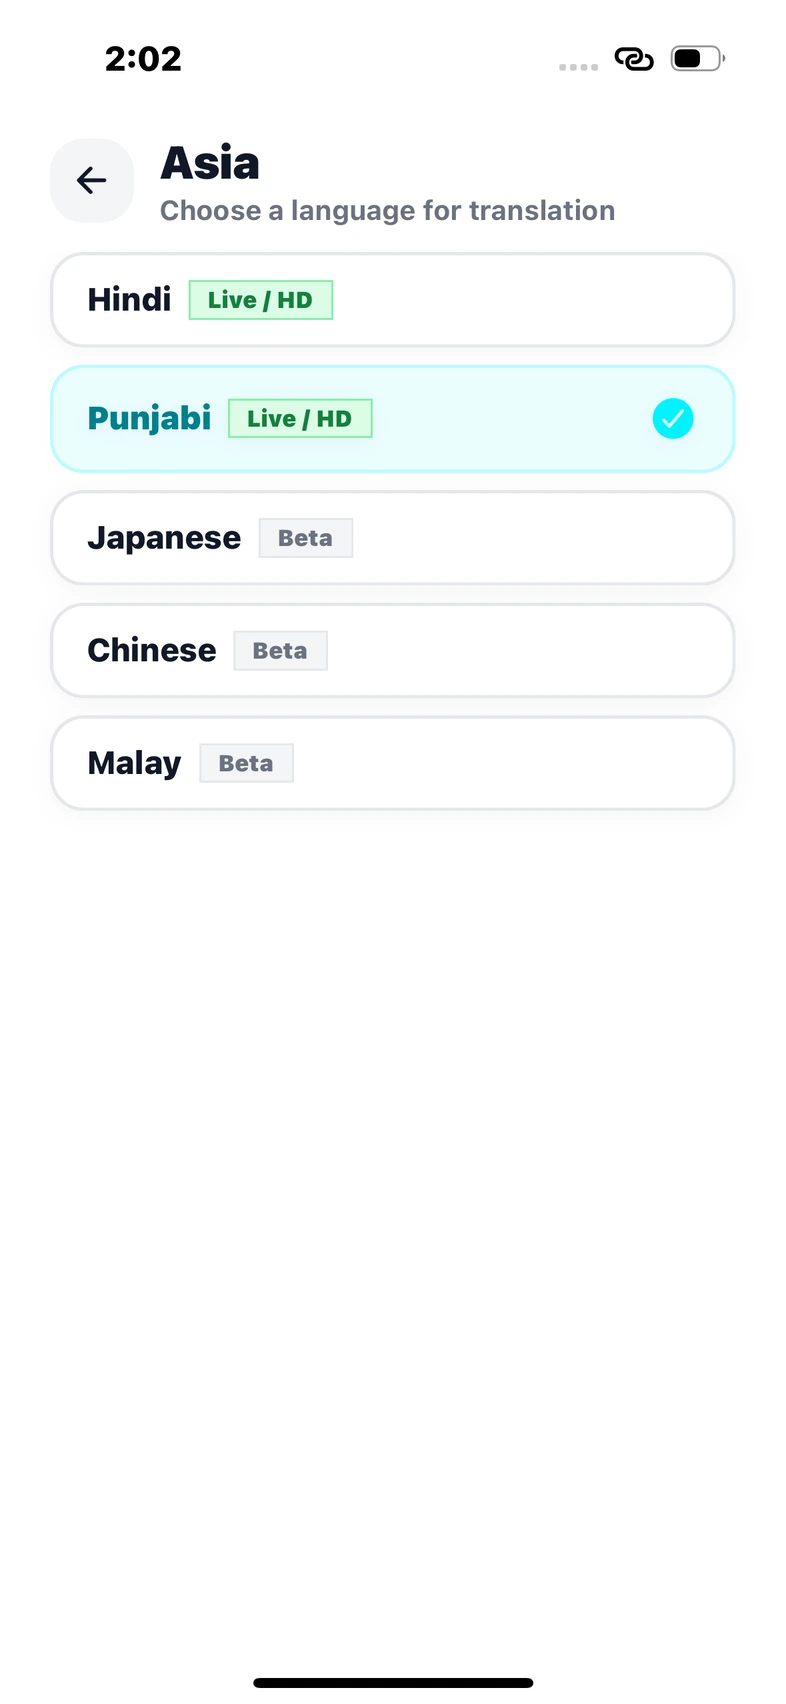 2:02
Asia
Choose a language for translation
Hindi Live / HD
Punjabi Live / HD
Japanese Beta
Chinese Beta
Malay Beta